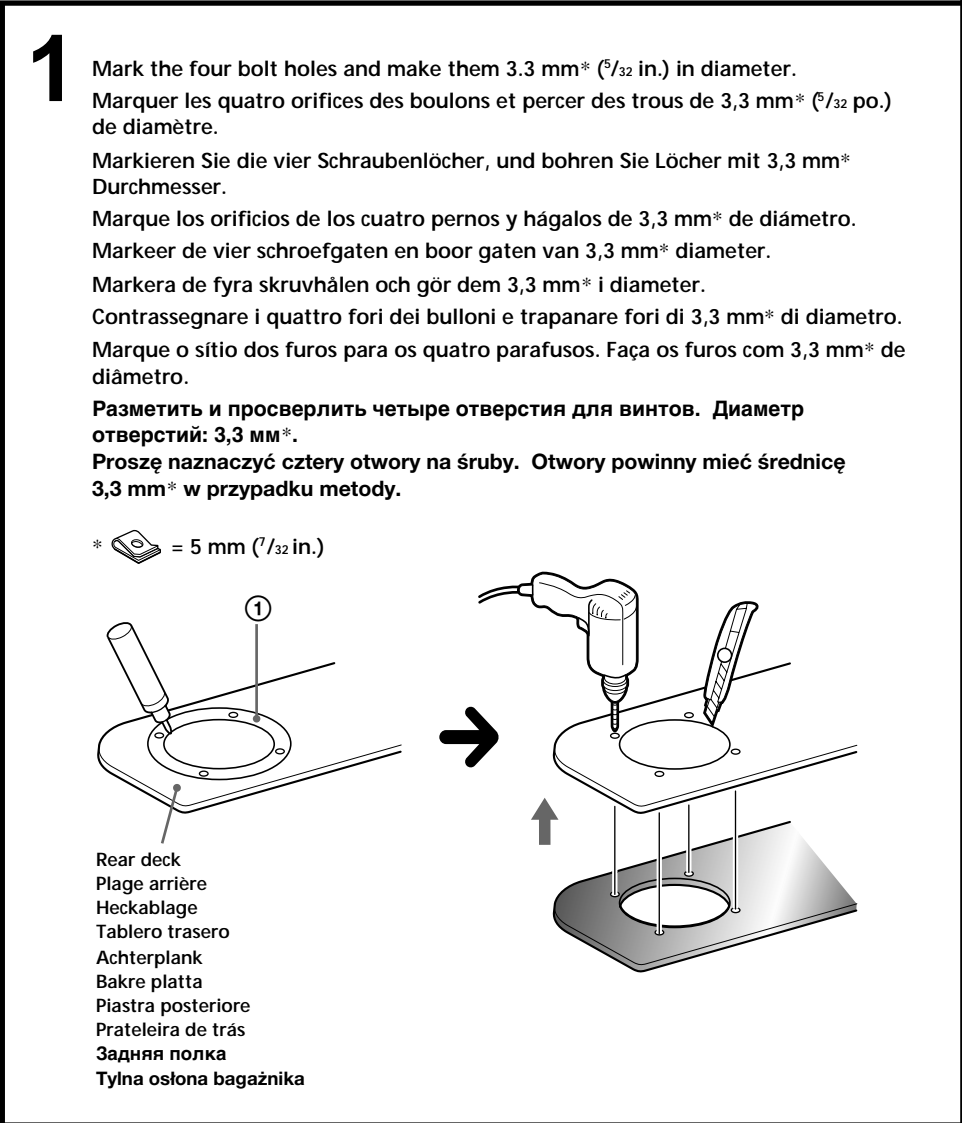 1
Mark the four bolt holes and make them 3.3 mm* (5/32 in.) in diameter.
Marquer les quatro orifices des boulons et percer des trous de 3,3 mm* (5/32 po.)
de diamètre.
Markieren Sie die vier Schraubenlöcher, und bohren Sie Löcher mit 3,3 mm*
Durchmesser.
Marque los orificios de los cuatro pernos y hágalos de 3,3 mm* de diámetro.
Markeer de vier schroefgaten en boor gaten van 3,3 mm* diameter.
Markera de fyra skruvhålen och gör dem 3,3 mm* i diameter.
Contrassegnare i quattro fori dei bulloni e trapanare fori di 3,3 mm* di diametro.
Marque o sítio dos furos para os quatro parafusos. Faça os furos com 3,3 mm* de
diâmetro.
Разметить и просверлить четыре отверстия для винтов. Диаметр
отверстий: 3,3 мм*.
Proszę naznaczyć cztery otwory na śruby. Otwory powinny mieć średnicę
3,3 mm* w przypadku metody.
* = 5 mm (7/32 in.)
①
Rear deck
Plage arrière
Heckablage
Tablero trasero
Achterplank
Bakre platta
Piastra posteriore
Prateleira de trás
Задняя полка
Tylna osłona bagażnika